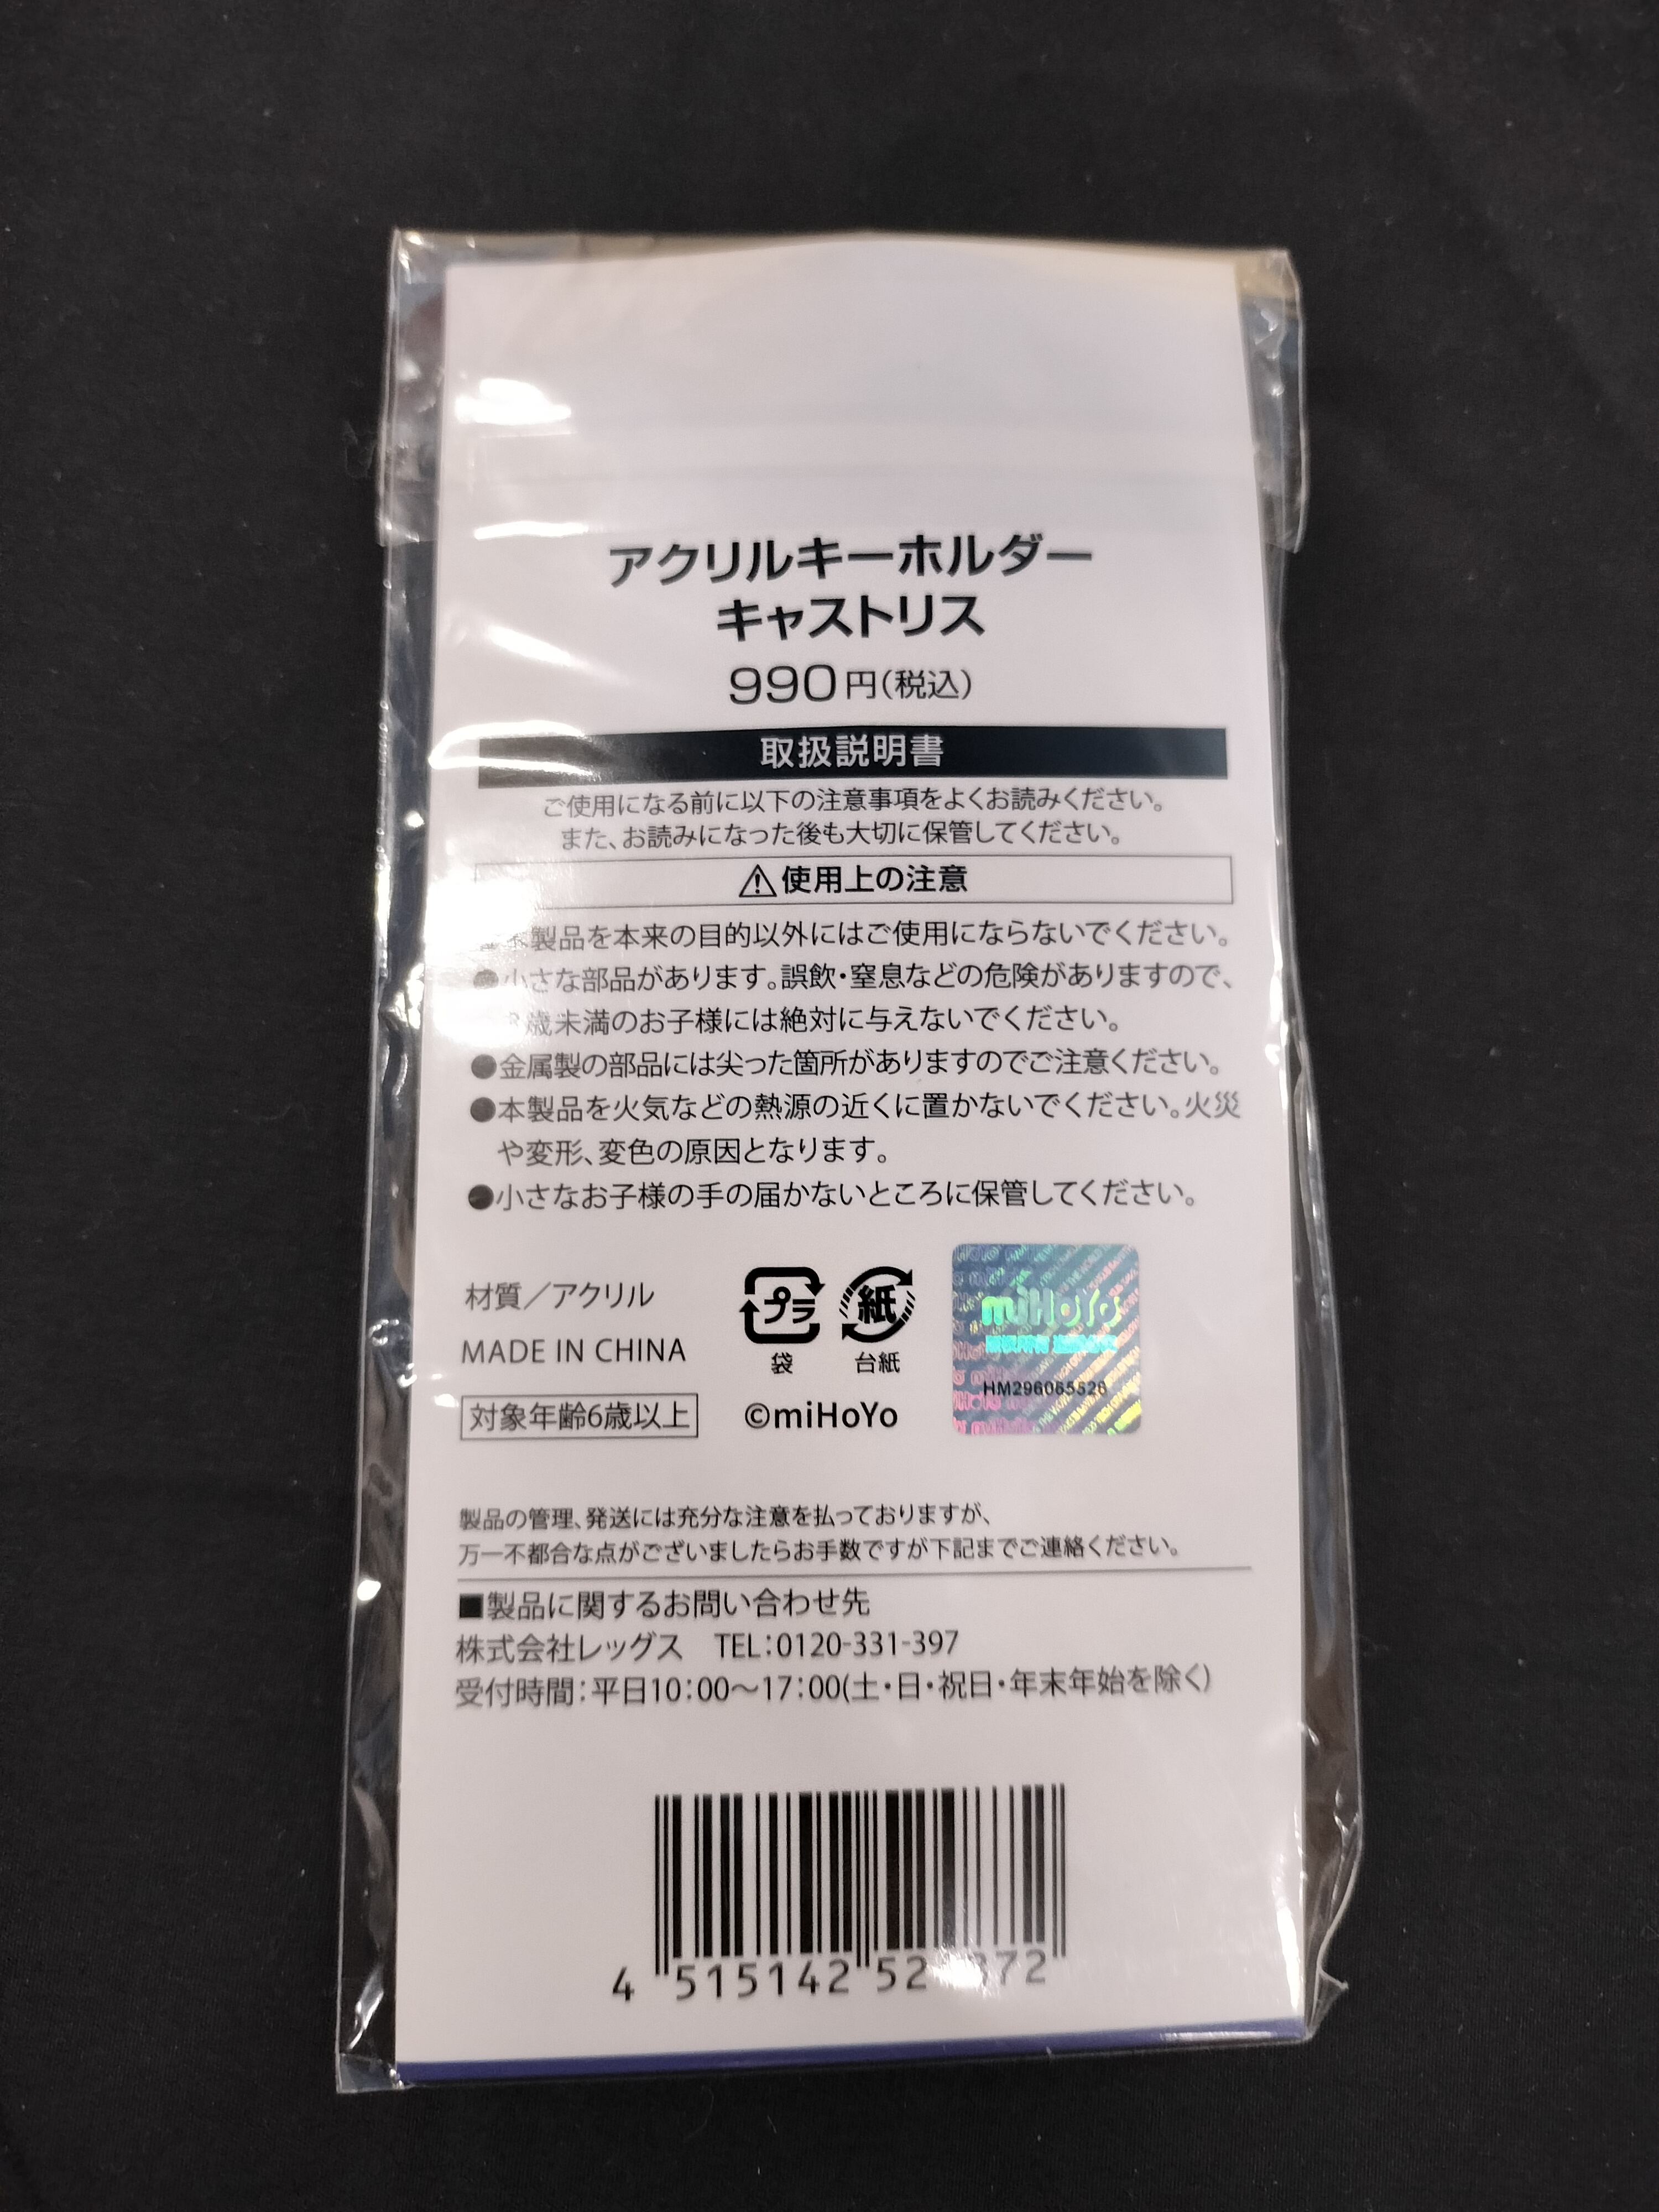 アクリルキーホルダー
キャストリス
990円(税込)
取扱説明書
ご使用になる前に以下の注意事項をよくお読みください。
また、お読みになった後も大切に保管してください。
⚠使用上の注意
製品を本来の目的以外にはご使用にならないでください。
●小さな部品があります。誤飲・窒息などの危険がありますので、
3歳未満のお子様には絶対に与えないでください。
●金属製の部品には尖った箇所がありますのでご注意ください。
●本製品を火気などの熱源の近くに置かないでください。火災
や変形、変色の原因となります。
●小さなお子様の手の届かないところに保管してください。
材質／アクリル
MADE IN CHINA
対象年齢6歳以上
プラ
袋
紙
台紙
©miHoYo
miHoYo
HM296065526
製品の管理、発送には充分な注意を払っておりますが、
万一不都合な点がございましたらお手数ですが下記までご連絡ください。
■製品に関するお問い合わせ先
株式会社レッグス　TEL:0120-331-397
受付時間:平日10:00～17:00(土・日・祝日・年末年始を除く)
4 515142 52